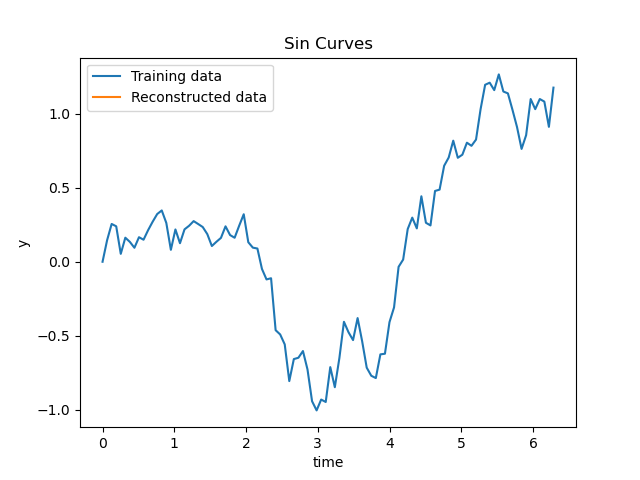 Sin Curves
Training data
Reconstructed data
1.0
0.5
0.0
−0.5
−1.0
y
0 1 2 3 4 5 6
time